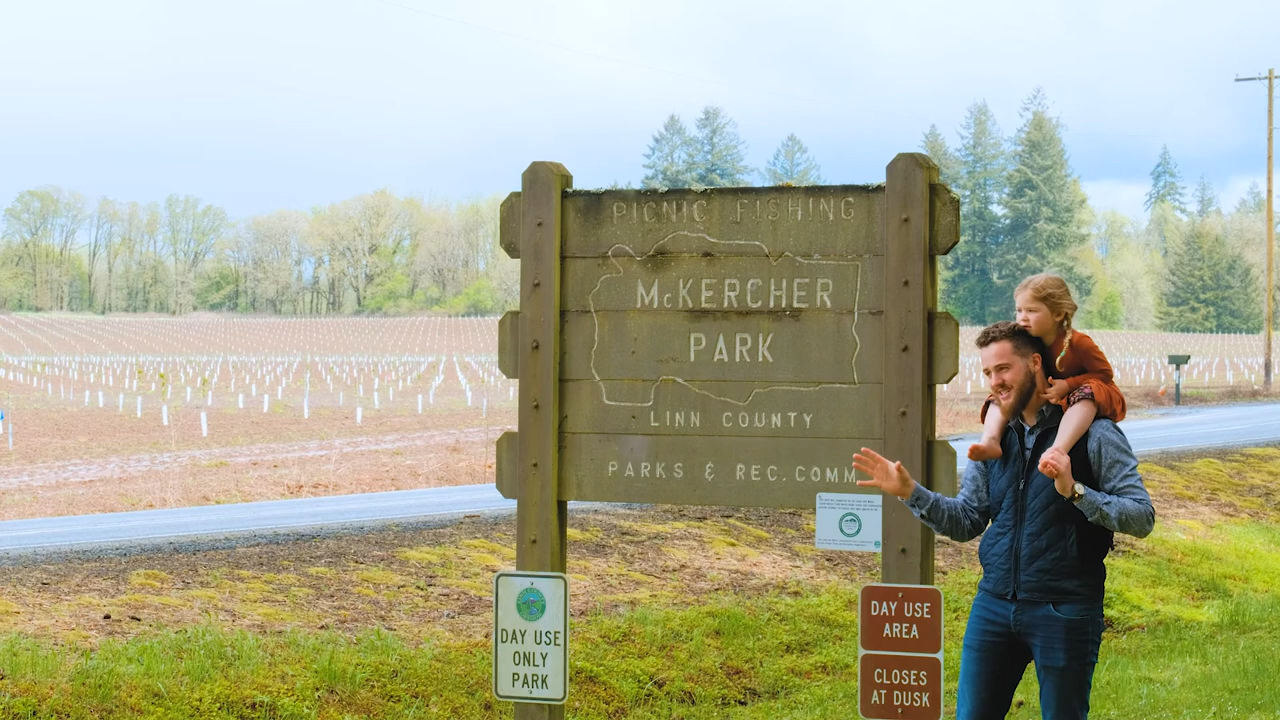 PICNIC FISHING
McKERCHER
PARK
LINN COUNTY
PARKS & REC. COMM
DAY USE
ONLY
PARK
DAY USE
AREA
CLOSES
AT DUSK